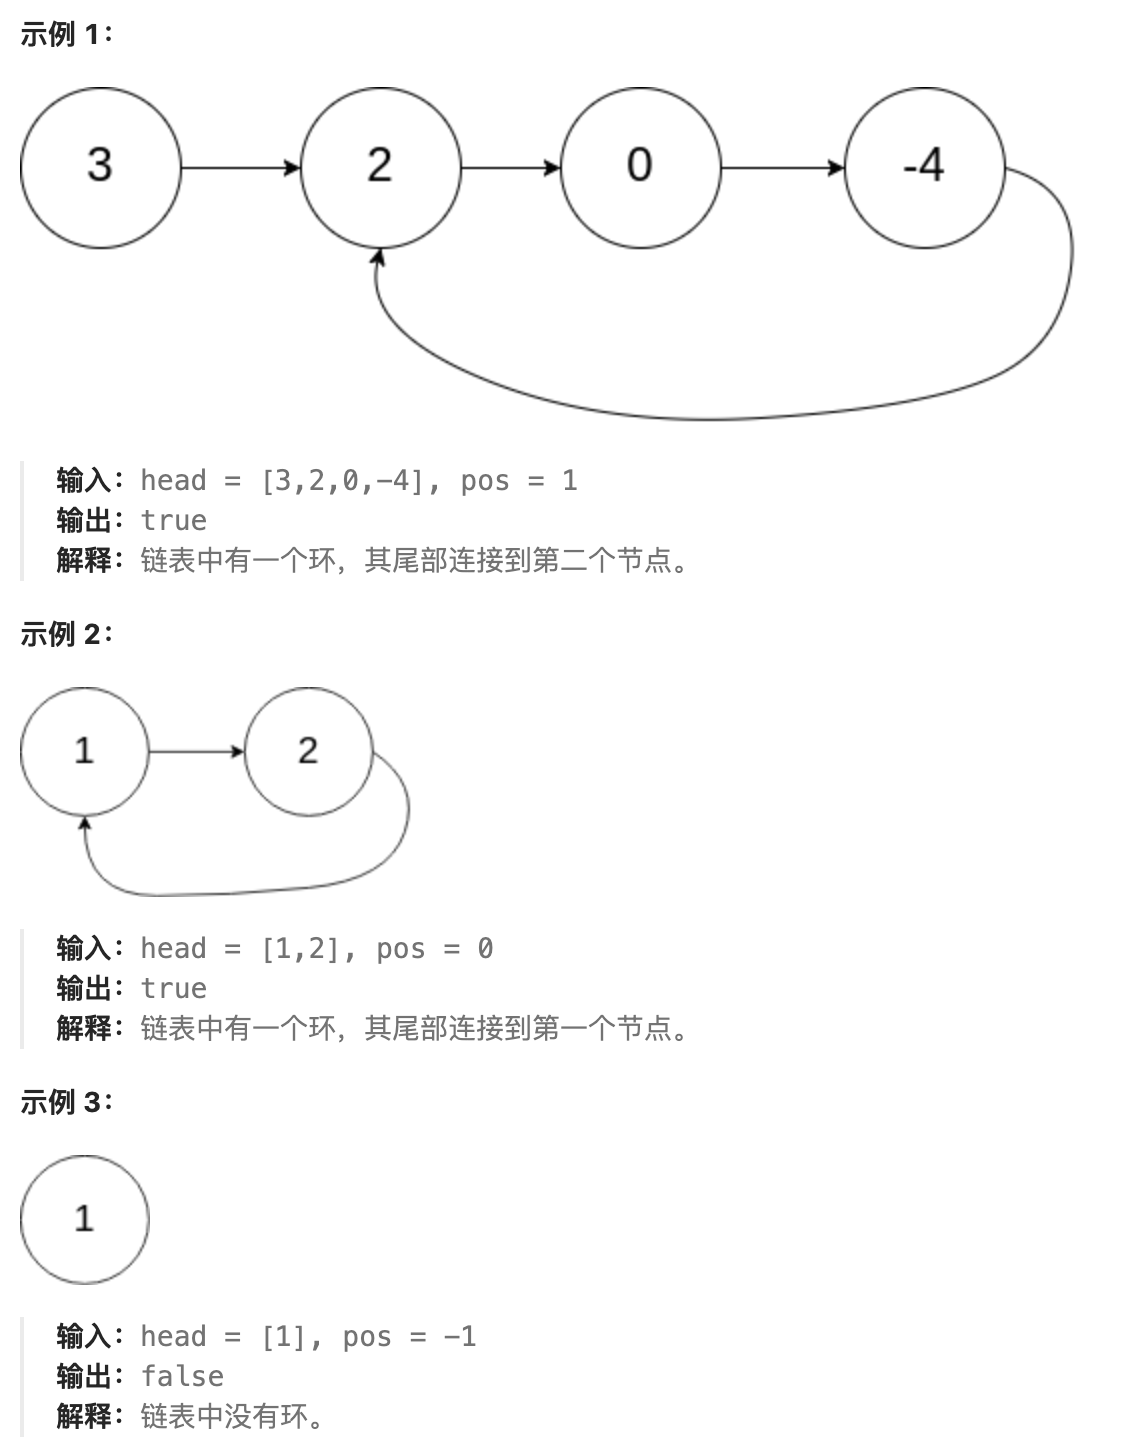 示例 1：
3 2 0 -4
输入：head = [3,2,0,-4], pos = 1
输出：true
解释：链表中有一个环，其尾部连接到第二个节点。
示例 2：
1 2
输入：head = [1,2], pos = 0
输出：true
解释：链表中有一个环，其尾部连接到第一个节点。
示例 3：
1
输入：head = [1], pos = -1
输出：false
解释：链表中没有环。